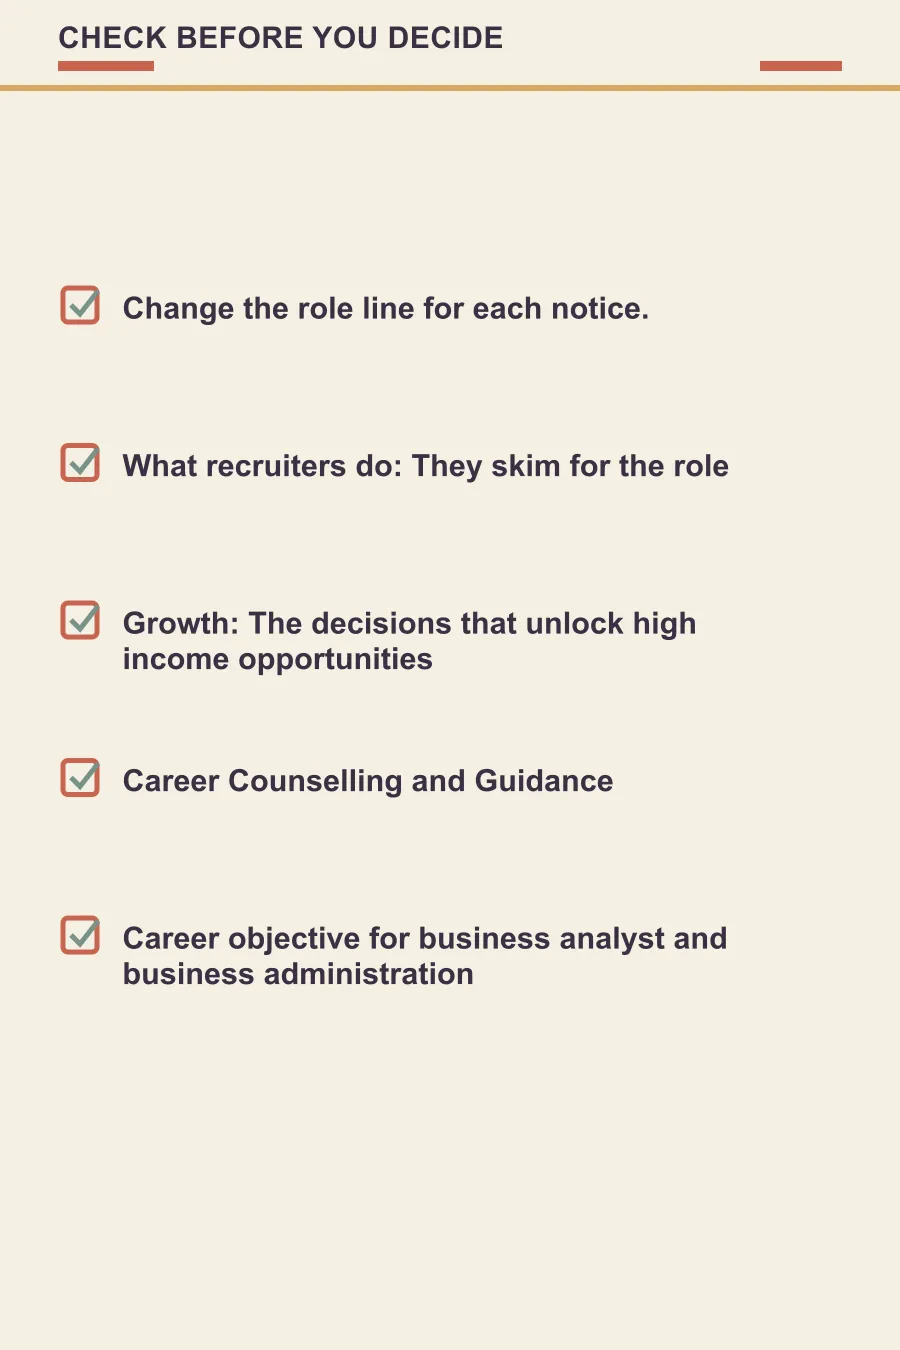 CHECK BEFORE YOU DECIDE
Change the role line for each notice.
What recruiters do: They skim for the role
Growth: The decisions that unlock high
income opportunities
Career Counselling and Guidance
Career objective for business analyst and
business administration